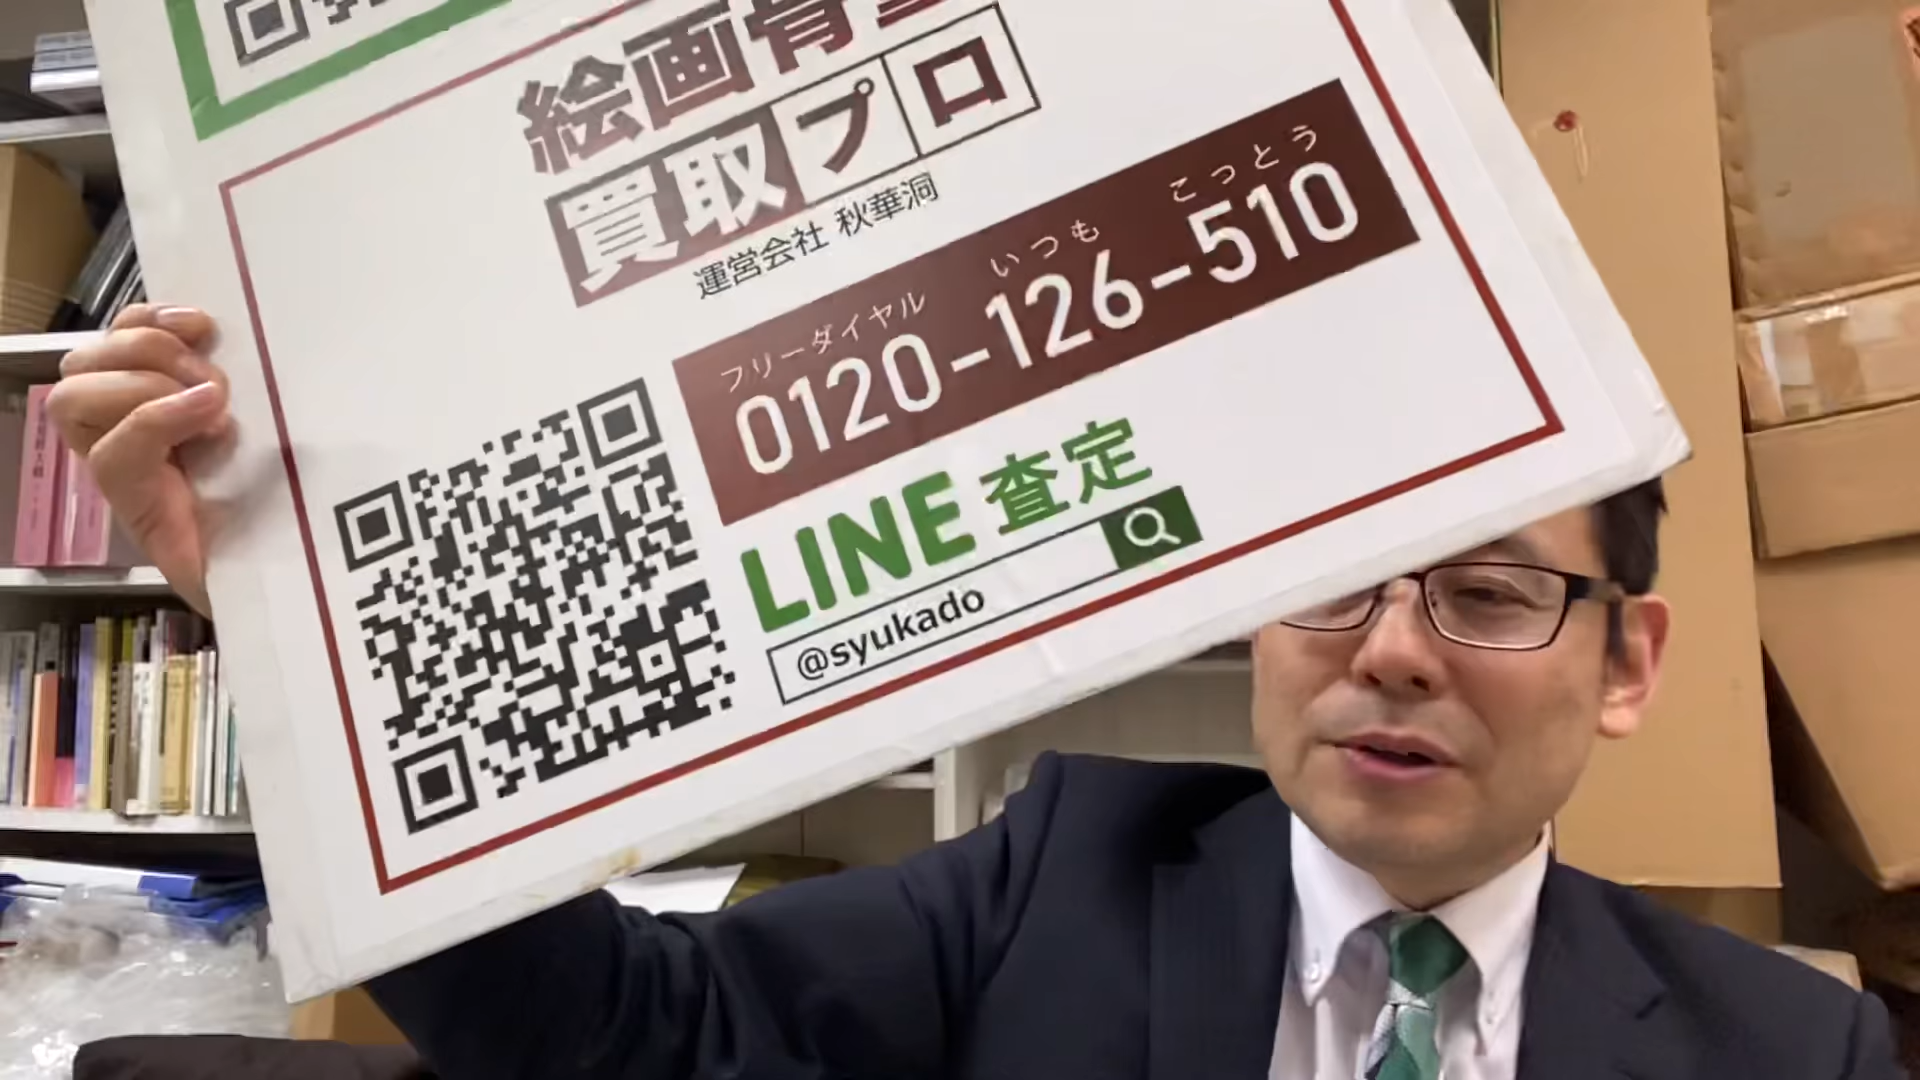 絵画骨董
買取プロ
運営会社 秋華洞
フリーダイヤル いつも こっとう
0120-126-510
LINE 査定
@syukado